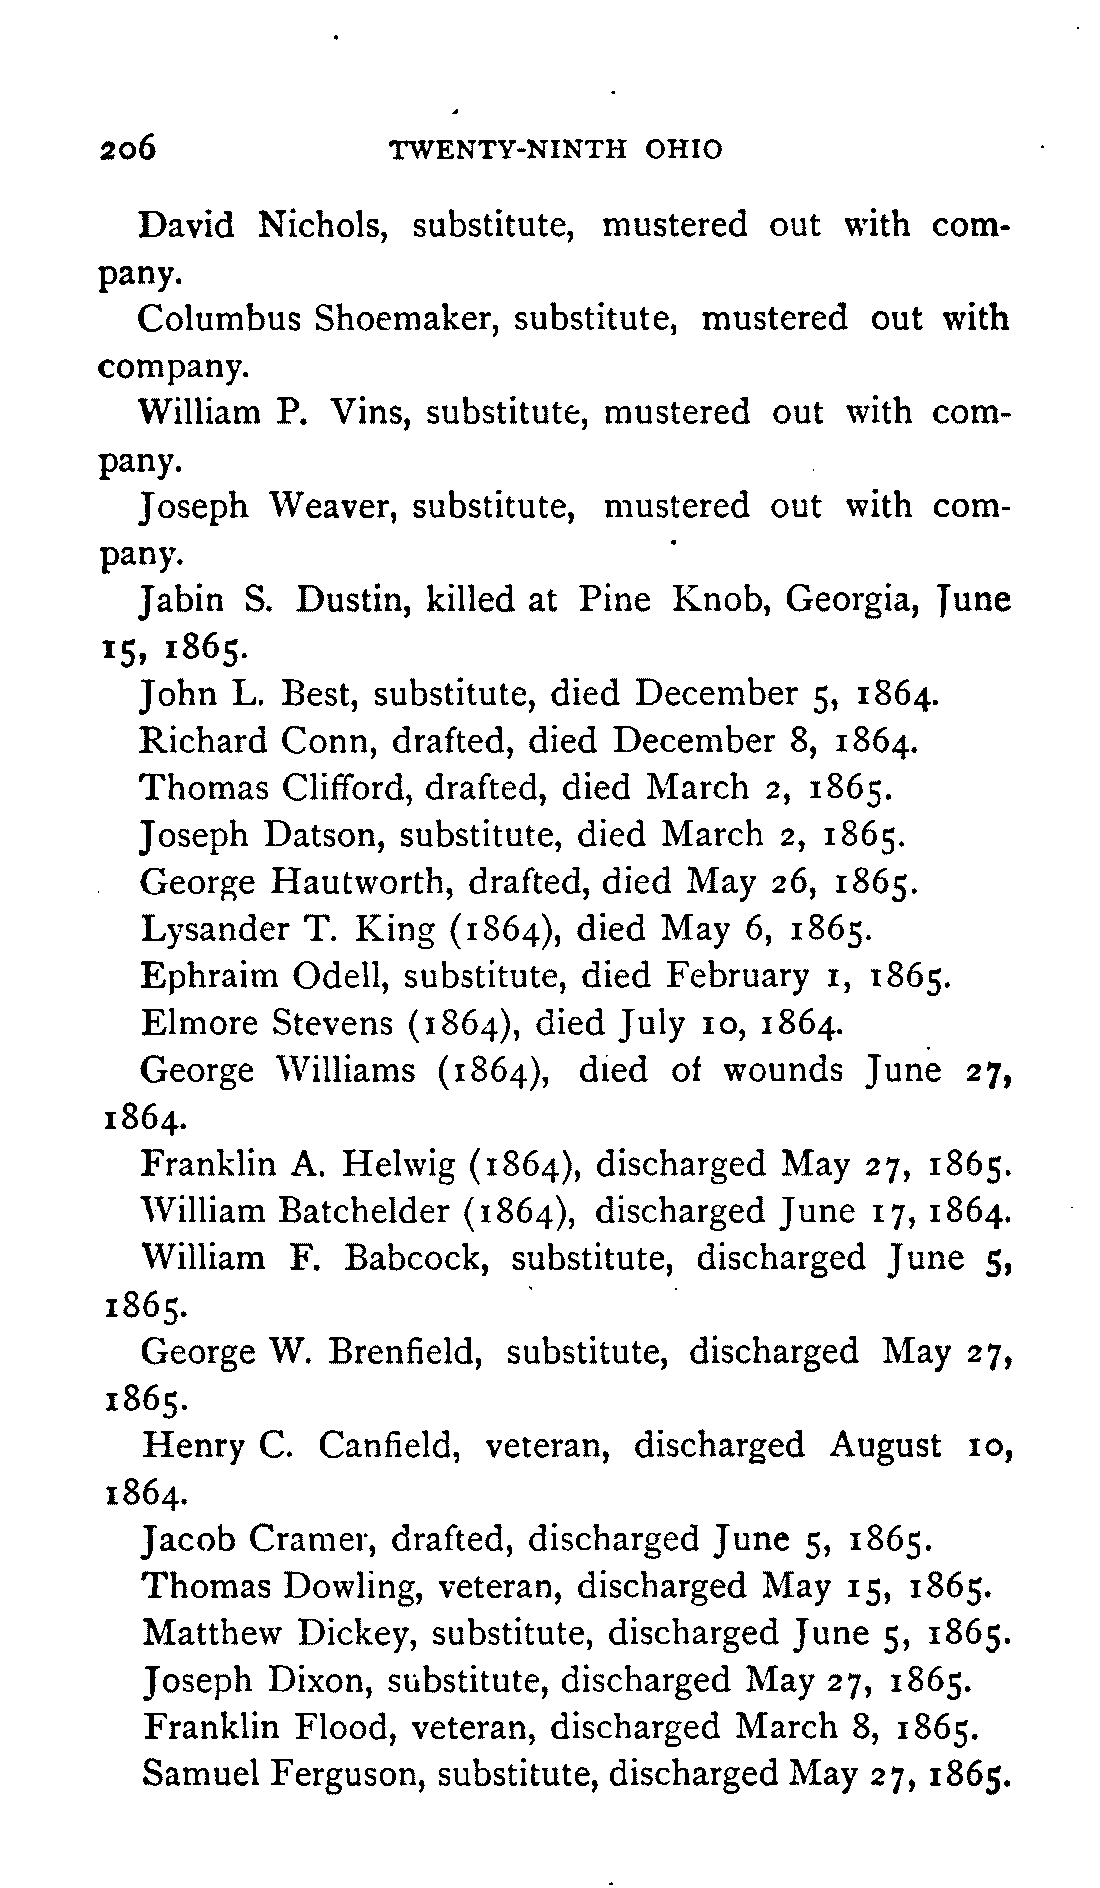 206 TWENTY-NINTH OHIO
David Nichols, substitute, mustered out with com-
pany.
Columbus Shoemaker, substitute, mustered out with
company.
William P. Vins, substitute, mustered out with com-
pany.
Joseph Weaver, substitute, mustered out with com-
pany.
Jabin S. Dustin, killed at Pine Knob, Georgia, June
15, 1865.
John L. Best, substitute, died December 5, 1864.
Richard Conn, drafted, died December 8, 1864.
Thomas Clifford, drafted, died March 2, 1865.
Joseph Datson, substitute, died March 2, 1865.
George Hautworth, drafted, died May 26, 1865.
Lysander T. King (1864), died May 6, 1865.
Ephraim Odell, substitute, died February 1, 1865.
Elmore Stevens (1864), died July 10, 1864.
George Williams (1864), died of wounds June 27,
1864.
Franklin A. Helwig (1864), discharged May 27, 1865.
William Batchelder (1864), discharged June 17, 1864.
William F. Babcock, substitute, discharged June 5,
1865.
George W. Brenfield, substitute, discharged May 27,
1865.
Henry C. Canfield, veteran, discharged August 10,
1864.
Jacob Cramer, drafted, discharged June 5, 1865.
Thomas Dowling, veteran, discharged May 15, 1865.
Matthew Dickey, substitute, discharged June 5, 1865.
Joseph Dixon, substitute, discharged May 27, 1865.
Franklin Flood, veteran, discharged March 8, 1865.
Samuel Ferguson, substitute, discharged May 27, 1865.